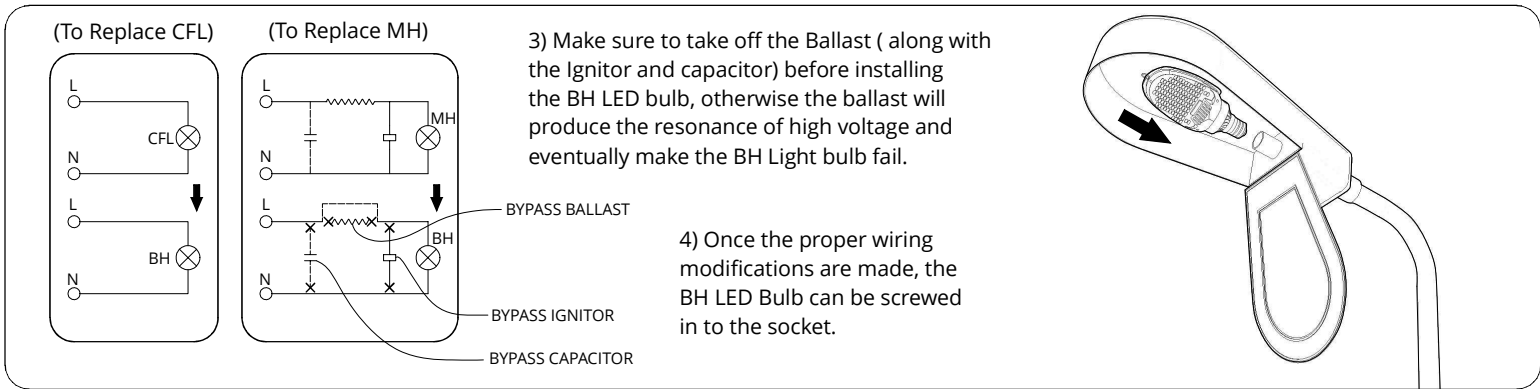 (To Replace CFL)
L
CFL
N
L
BH
N
(To Replace MH)
L
MH
N
L
BH
N
BYPASS BALLAST
BYPASS IGNITOR
BYPASS CAPACITOR
3) Make sure to take off the Ballast ( along with
the Ignitor and capacitor) before installing
the BH LED bulb, otherwise the ballast will
produce the resonance of high voltage and
eventually make the BH Light bulb fail.
4) Once the proper wiring
modifications are made, the
BH LED Bulb can be screwed
in to the socket.